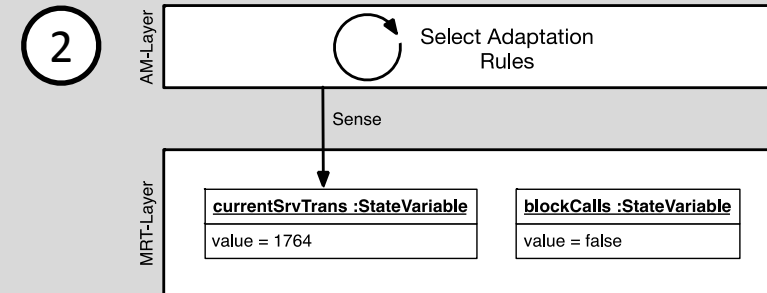 2
AM-Layer
Select Adaptation
Rules
Sense
MRT-Layer
currentSrvTrans :StateVariable
value = 1764
blockCalls :StateVariable
value = false